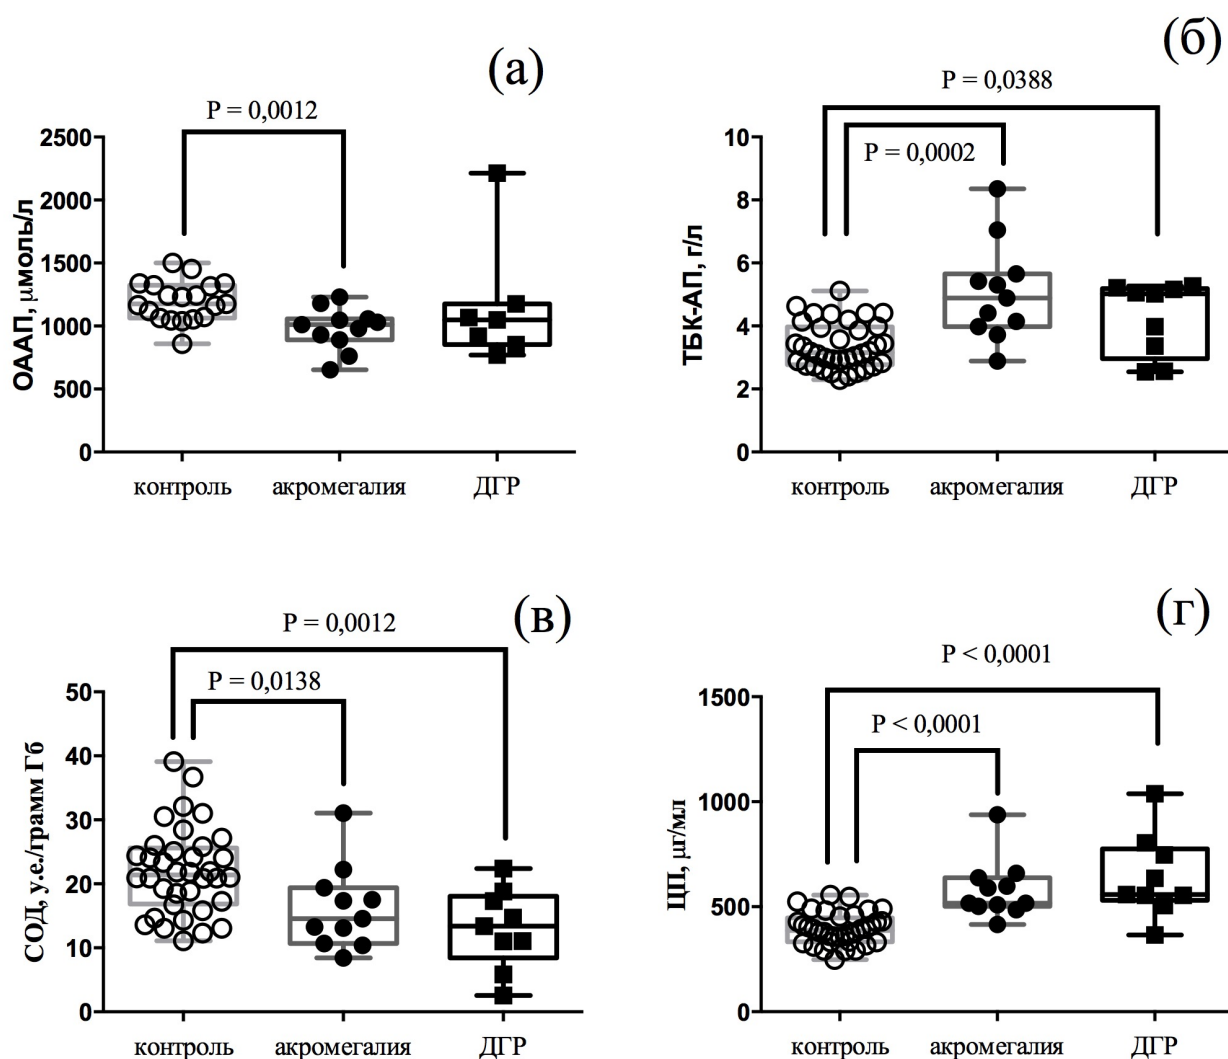 (а)
P = 0,0012
2500
2000
1500
1000
500
0
ОААП, µмоль/л
контроль акромегалия ДГР
(б)
P = 0,0388
P = 0,0002
10
8
6
4
2
0
ТБК-АП, г/л
контроль акромегалия ДГР
(в)
P = 0,0012
P = 0,0138
50
40
30
20
10
0
СОД, у.е./грамм Гб
контроль акромегалия ДГР
(г)
P < 0,0001
P < 0,0001
1500
1000
500
0
ЦП, µг/мл
контроль акромегалия ДГР